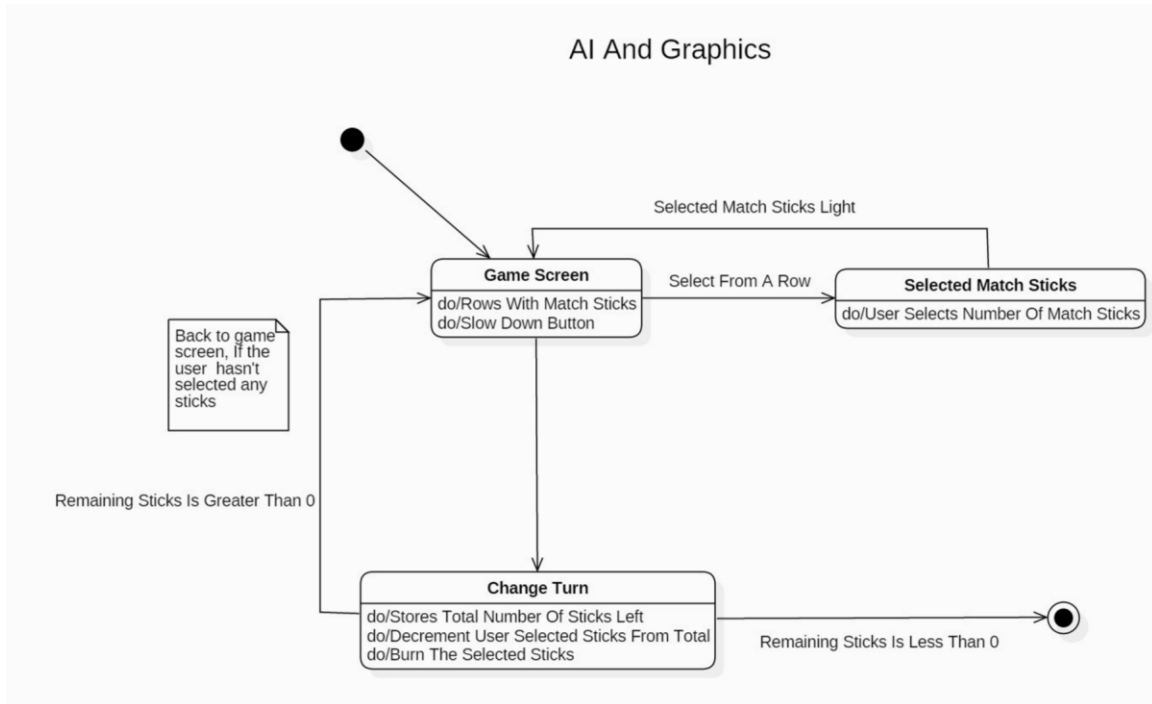 AI And Graphics
Selected Match Sticks Light
Game Screen
do/Rows With Match Sticks
do/Slow Down Button
Select From A Row
Selected Match Sticks
do/User Selects Number Of Match Sticks
Back to game
screen, If the
user hasn't
selected any
sticks
Remaining Sticks Is Greater Than 0
Change Turn
do/Stores Total Number Of Sticks Left
do/Decrement User Selected Sticks From Total
do/Burn The Selected Sticks
Remaining Sticks Is Less Than 0